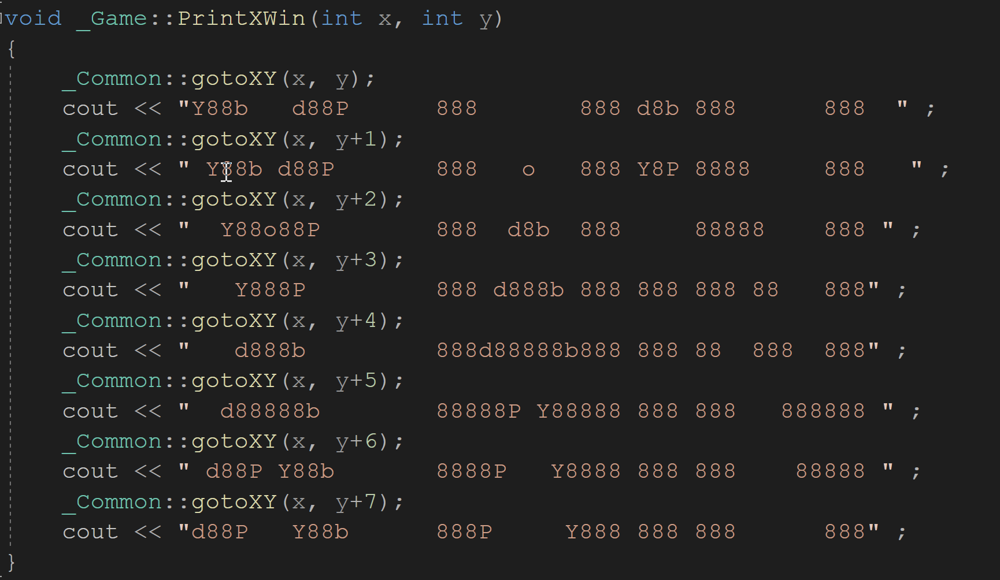 void _Game::PrintXWin(int x, int y)
{
    _Common::gotoXY(x, y);
    cout << "Y88b   d88P      888       888 d8b 888      888  " ;
    _Common::gotoXY(x, y+1);
    cout << " Y88b d88P       888   o   888 Y8P 8888     888   " ;
    _Common::gotoXY(x, y+2);
    cout << "  Y88o88P        888  d8b  888     88888    888 " ;
    _Common::gotoXY(x, y+3);
    cout << "   Y888P         888 d888b 888 888 888 88   888" ;
    _Common::gotoXY(x, y+4);
    cout << "   d888b         888d88888b888 888 88  888  888" ;
    _Common::gotoXY(x, y+5);
    cout << "  d88888b        88888P Y88888 888 888   888888 " ;
    _Common::gotoXY(x, y+6);
    cout << " d88P Y88b       8888P   Y8888 888 888    88888 " ;
    _Common::gotoXY(x, y+7);
    cout << "d88P   Y88b      888P     Y888 888 888      888" ;
}